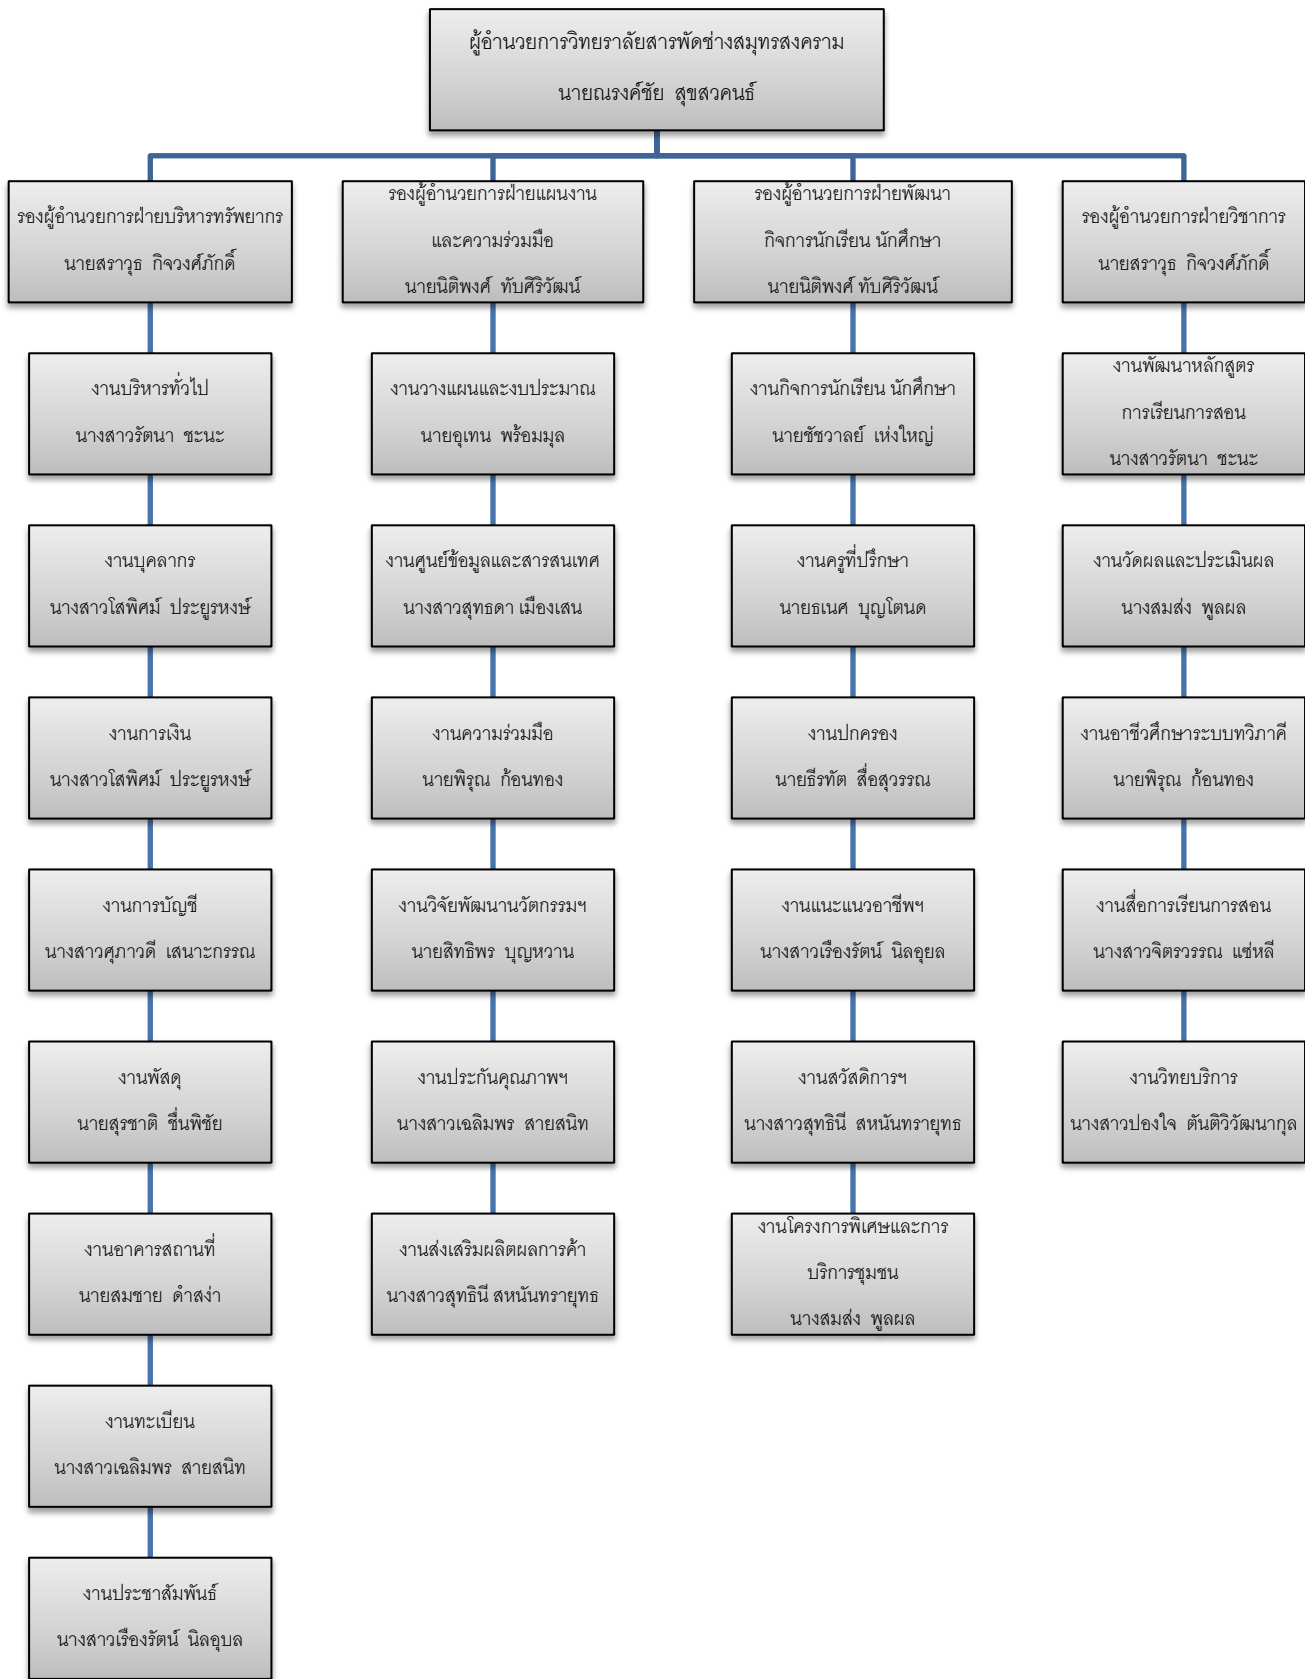 ผู้อำนวยการวิทยราลัยสารพัดช่างสมุทรสงคราม
นายณรงค์ชัย สุขสวคนธ์
รองผู้อำนวยการฝ่ายบริหารทรัพยากร
นายสราวุธ กิจวงศ์ภักดิ์
งานบริหารทั่วไป
นางสาวรัตนา ชะนะ
งานบุคลากร
นางสาวโสพิศม์ ประยูรหงษ์
งานการเงิน
นางสาวโสพิศม์ ประยูรหงษ์
งานการบัญชี
นางสาวศุภาวดี เสนาะกรรณ
งานพัสดุ
นายสุรชาติ ชื่นพิชัย
งานอาคารสถานที่
นายสมชาย ดำสง่า
งานทะเบียน
นางสาวเฉลิมพร สายสนิท
งานประชาสัมพันธ์
นางสาวเรืองรัตน์ นิลอุบล
รองผู้อำนวยการฝ่ายแผนงาน
และความร่วมมือ
นายนิติพงศ์ ทับศิริวัฒน์
งานวางแผนและงบประมาณ
นายอุเทน พร้อมมุล
งานศูนย์ข้อมูลและสารสนเทศ
นางสาวสุทธดา เมืองเสน
งานความร่วมมือ
นายพิรุณ ก้อนทอง
งานวิจัยพัฒนานวัตกรรมฯ
นายสิทธิพร บุญหวาน
งานประกันคุณภาพฯ
นางสาวเฉลิมพร สายสนิท
งานส่งเสริมผลิตผลการค้า
นางสาวสุทธินี สหนันทรายุทธ
รองผู้อำนวยการฝ่ายพัฒนา
กิจการนักเรียน นักศึกษา
นายนิติพงศ์ ทับศิริวัฒน์
งานกิจการนักเรียน นักศึกษา
นายชัชวาลย์ เห่งใหญ่
งานครูที่ปรึกษา
นายธเนศ บุญโตนด
งานปกครอง
นายธีรทัต สื่อสุวรรณ
งานแนะแนวอาชีพฯ
นางสาวเรืองรัตน์ นิลอุยล
งานสวัสดิการฯ
นางสาวสุทธินี สหนันทรายุทธ
งานโครงการพิเศษและการ
บริการชุมชน
นางสมส่ง พูลผล
รองผู้อำนวยการฝ่ายวิชาการ
นายสราวุธ กิจวงศ์ภักดิ์
งานพัฒนาหลักสูตร
การเรียนการสอน
นางสาวรัตนา ชะนะ
งานวัดผลและประเมินผล
นางสมส่ง พูลผล
งานอาชีวศึกษาระบบทวิภาคี
นายพิรุณ ก้อนทอง
งานสื่อการเรียนการสอน
นางสาวจิตรวรรณ แซ่หลี
งานวิทยบริการ
นางสาวปองใจ ตันติวิวัฒนากุล